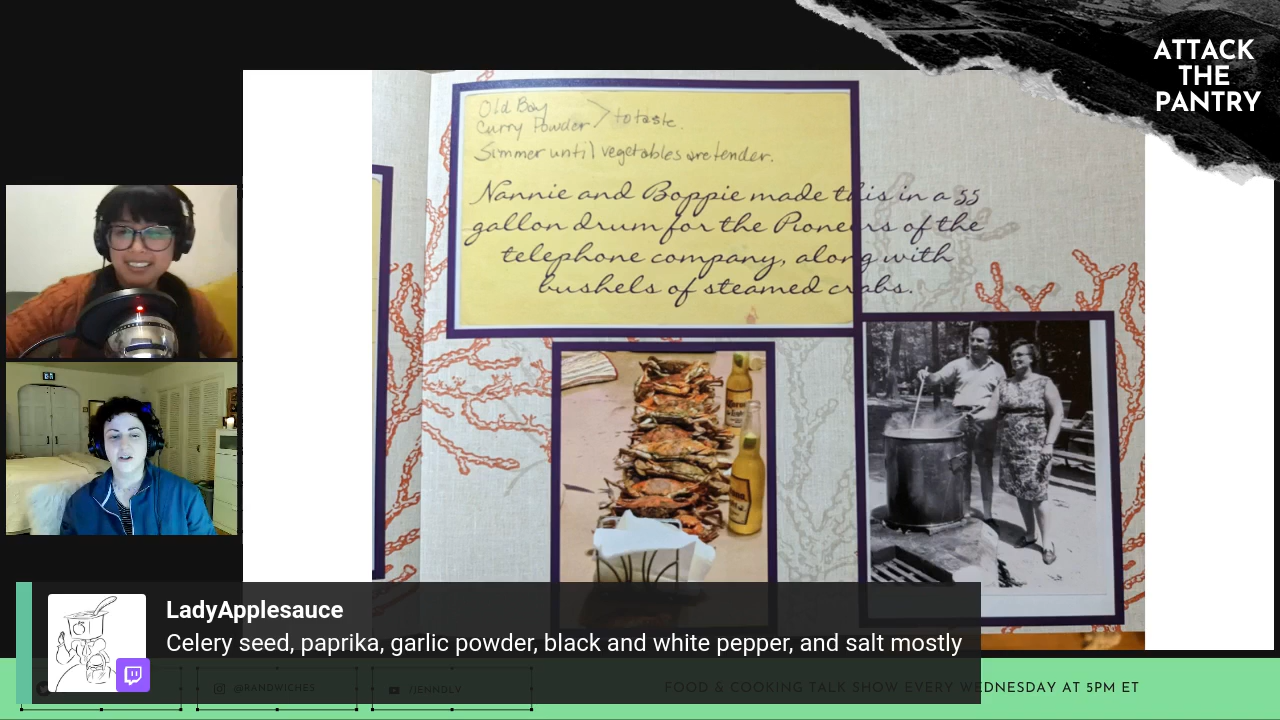 ATTACK
THE
PANTRY
Old Bay
Curry Powder > to taste.
Simmer until vegetables are tender.
Nannie and Boppie made this in a 55
gallon drum for the Pioneers of the
telephone company, along with
bushels of steamed crabs.
LadyApplesauce
Celery seed, paprika, garlic powder, black and white pepper, and salt mostly
@RANDWICHES
/JENNDLV
FOOD & COOKING TALK SHOW EVERY WEDNESDAY AT 5PM ET